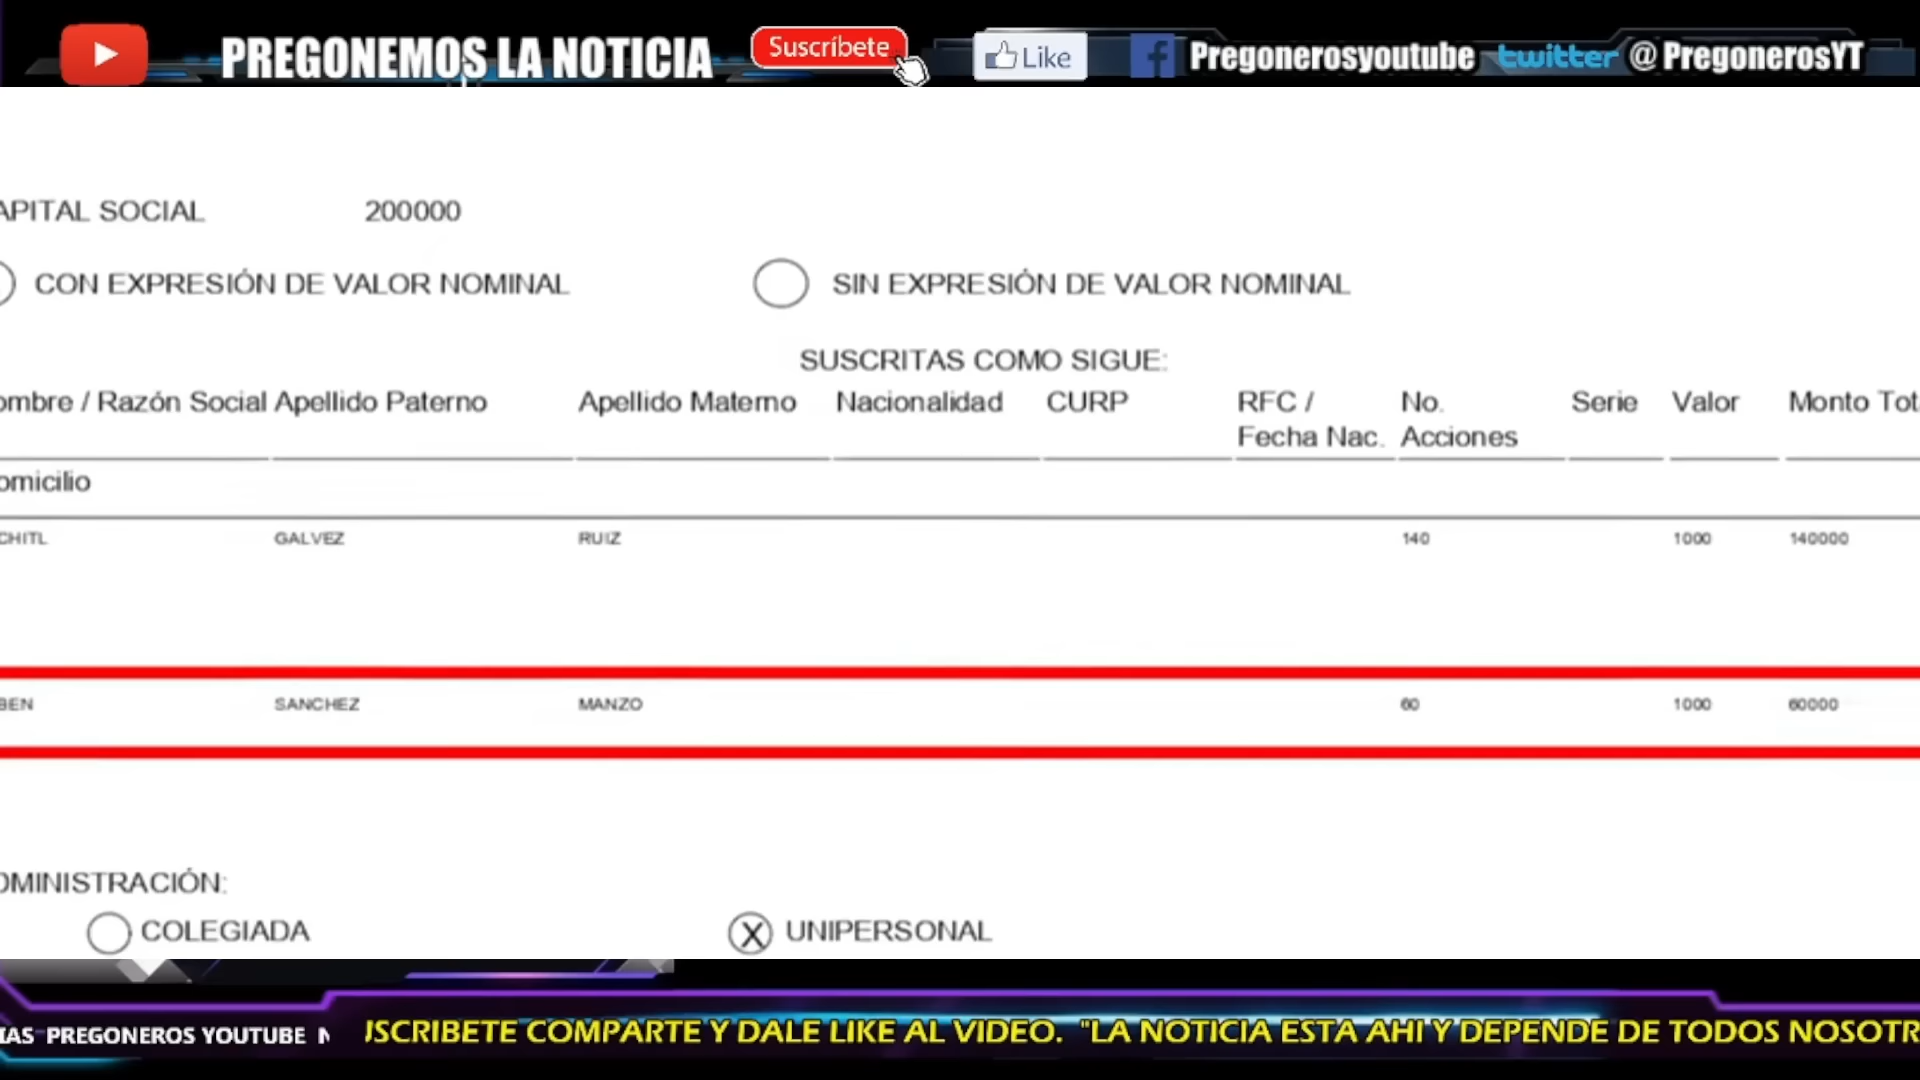 PREGONEMOS LA NOTICIA Suscríbete Like Pregonerosyoutube twitter @PregonerosYT
APITAL SOCIAL 200000
CON EXPRESIÓN DE VALOR NOMINAL SIN EXPRESIÓN DE VALOR NOMINAL
SUSCRITAS COMO SIGUE:
ombre / Razón Social Apellido Paterno Apellido Materno Nacionalidad CURP RFC / No. Serie Valor Monto Tot
Fecha Nac. Acciones
omicilio
CHITL GALVEZ RUIZ 140 1000 140000
BEN SANCHEZ MANZO 60 1000 60000
DMINISTRACIÓN:
COLEGIADA X UNIPERSONAL
IAS PREGONEROS YOUTUBE N USCRIBETE COMPARTE Y DALE LIKE AL VIDEO. "LA NOTICIA ESTA AHI Y DEPENDE DE TODOS NOSOTR